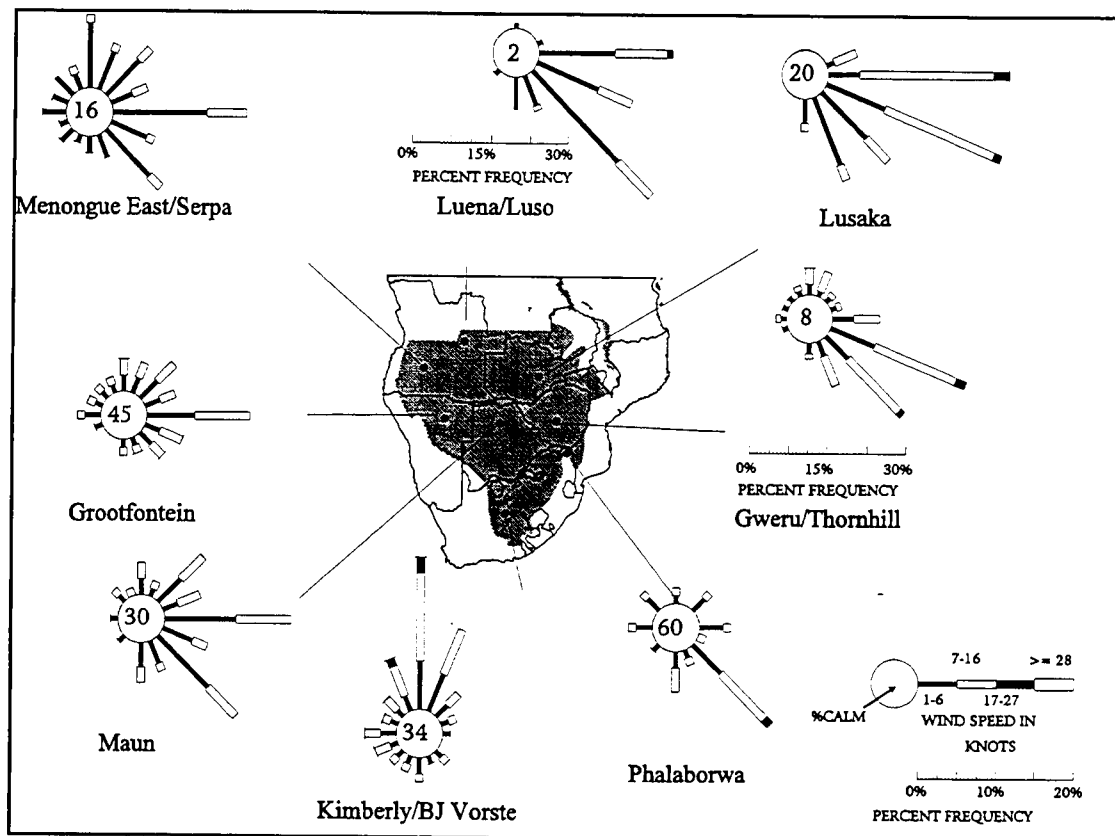 16
Menongue East/Serpa
2
0% 15% 30%
PERCENT FREQUENCY
Luena/Luso
20
Lusaka
8
0% 15% 30%
PERCENT FREQUENCY
Gweru/Thornhill
45
Grootfontein
30
Maun
34
Kimberly/BJ Vorste
60
Phalaborwa
7-16 >= 28
%CALM 1-6 17-27
WIND SPEED IN
KNOTS
0% 10% 20%
PERCENT FREQUENCY